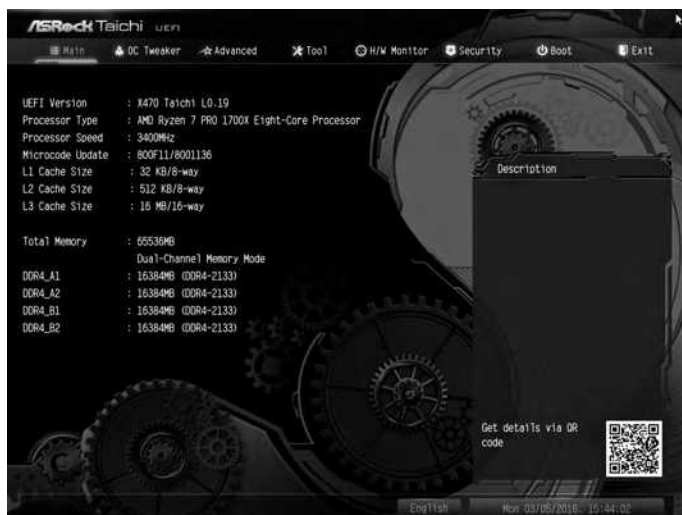 ASRock Taichi UEFI
Main OC Tweaker Advanced Tool H/W Monitor Security Boot Exit
UEFI Version : X470 Taichi L0.19
Processor Type : AMD Ryzen 7 PRO 1700X Eight-Core Processor
Processor Speed : 3400MHz
Microcode Update : 800F11/8001136
L1 Cache Size : 32 KB/8-way
L2 Cache Size : 512 KB/8-way
L3 Cache Size : 16 MB/16-way
Total Memory : 65536MB
Dual-Channel Memory Mode
DDR4_A1 : 16384MB (DDR4-2133)
DDR4_A2 : 16384MB (DDR4-2133)
DDR4_B1 : 16384MB (DDR4-2133)
DDR4_B2 : 16384MB (DDR4-2133)
Description
Get details via QR
code
English Mon 03/05/2018. 15:44:02